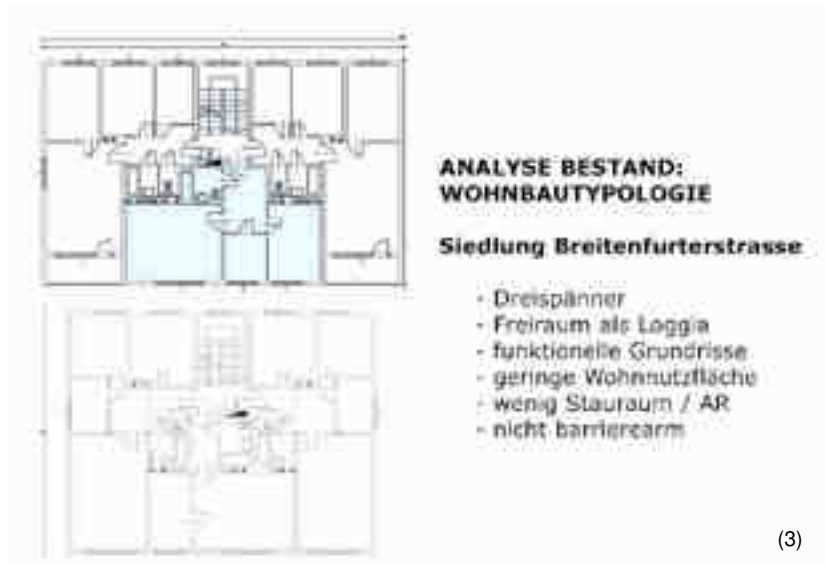 ANALYSE BESTAND:
WOHNBAUTYPOLOGIE
Siedlung Breitenfurterstrasse
- Dreispänner
- Freiraum als Loggia
- funktionelle Grundrisse
- geringe Wohnnutzfläche
- wenig Stauraum / AR
- nicht barrierearm
(3)